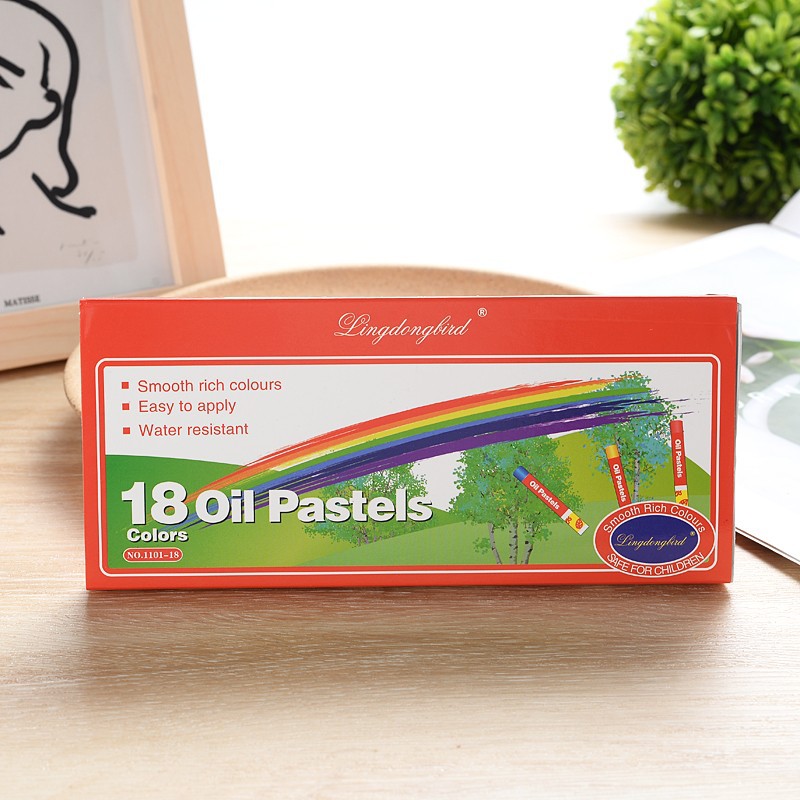 MATISSE
Lingdongbird ®
Smooth rich colours
Easy to apply
Water resistant
18 Oil Pastels
Colors
NO.1101-18
Oil Pastels
Oil Pastels
Oil Pastels
Smooth Rich Colours
Lingdongbird ®
SAFE FOR CHILDREN